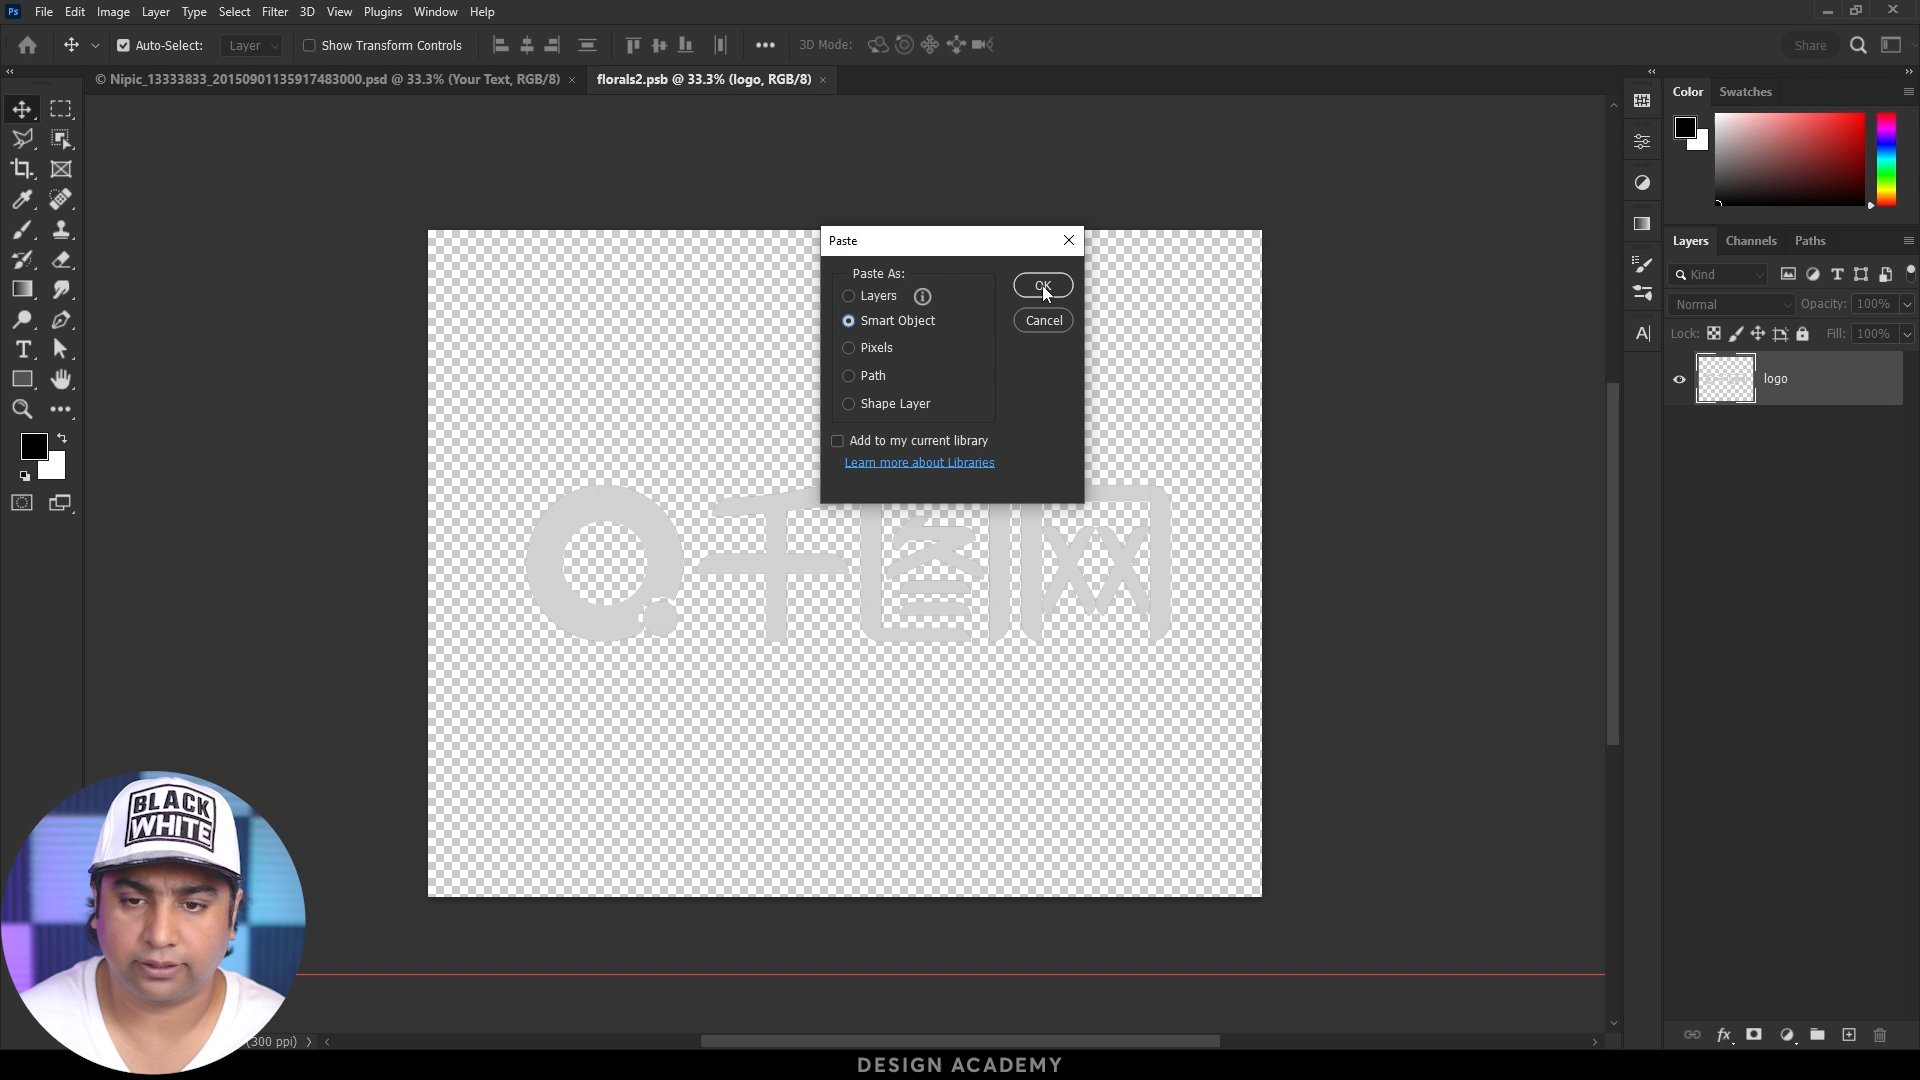 Ps File Edit Image Layer Type Select Filter 3D View Plugins Window Help
Auto-Select: Layer Show Transform Controls 3D Mode: Share
© Nipic_13333833_20150901135917483000.psd @ 33.3% (Your Text, RGB/8) × florals2.psb @ 33.3% (logo, RGB/8) ×
Color Swatches
Paste
Paste As:
Layers
Smart Object
Pixels
Path
Shape Layer
OK
Cancel
Add to my current library
Learn more about Libraries
千图网
Layers Channels Paths
Kind
Normal Opacity: 100%
Lock: Fill: 100%
logo
BLACK
WHITE
(300 ppi)
DESIGN ACADEMY